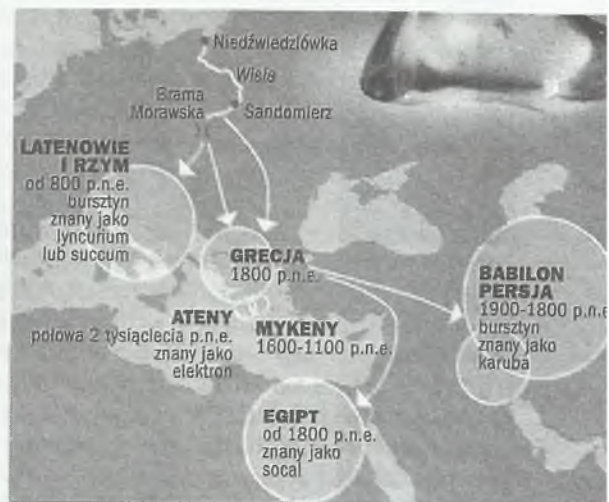 Niedźwiedziówka
Wisła
Brama
Morawska
Sandomierz
LATENOWIE
I RZYM
od 800 p.n.e.
bursztyn
znany jako
lyncurium
lub succum
GRECJA
1800 p.n.e.
BABILON
PERSJA
1900-1800 p.n.e
bursztyn
znany jako
karuba
ATENY
połowa 2 tysiąclecia p.n.e.
znany jako
elektron
MYKENY
1600-1100 p.n.e.
EGIPT
od 1800 p.n.e.
znany jako
socal